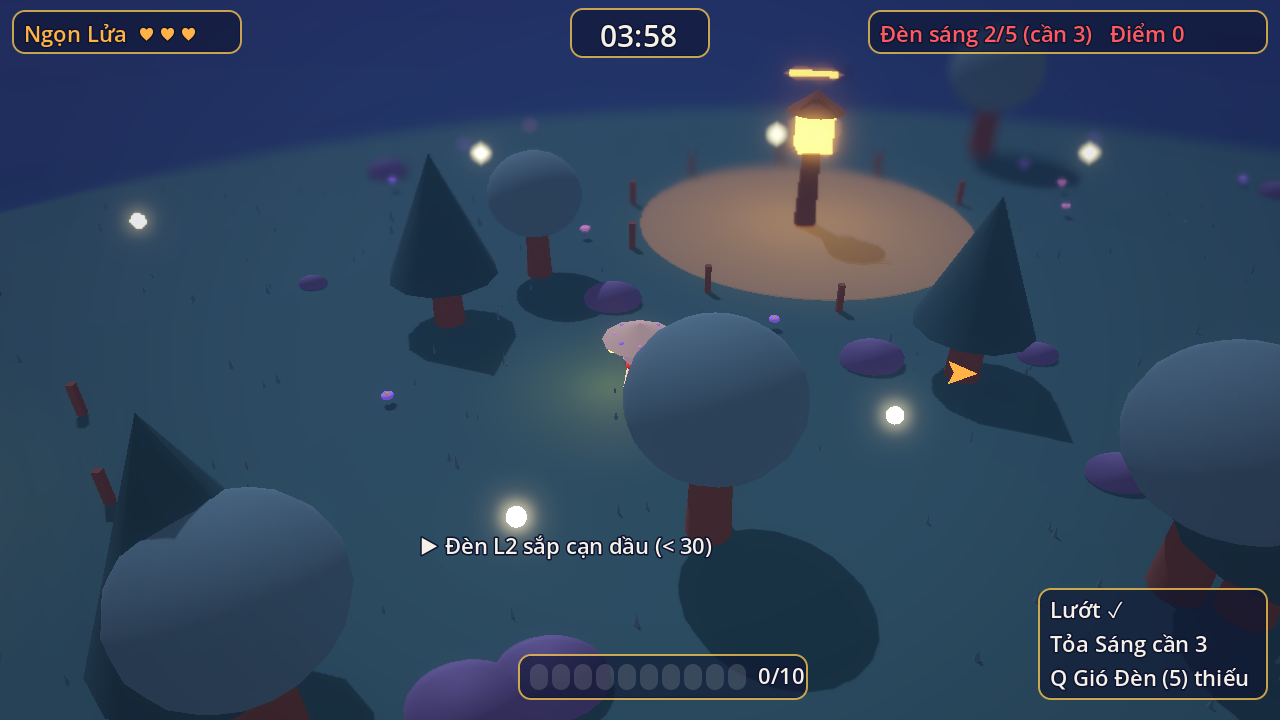 Ngọn Lửa ♥♥♥
03:58
Đèn sáng 2/5 (cần 3) Điểm 0
▶ Đèn L2 sắp cạn dầu (< 30)
0/10
Lướt ✓
Tỏa Sáng cần 3
Q Gió Đèn (5) thiếu